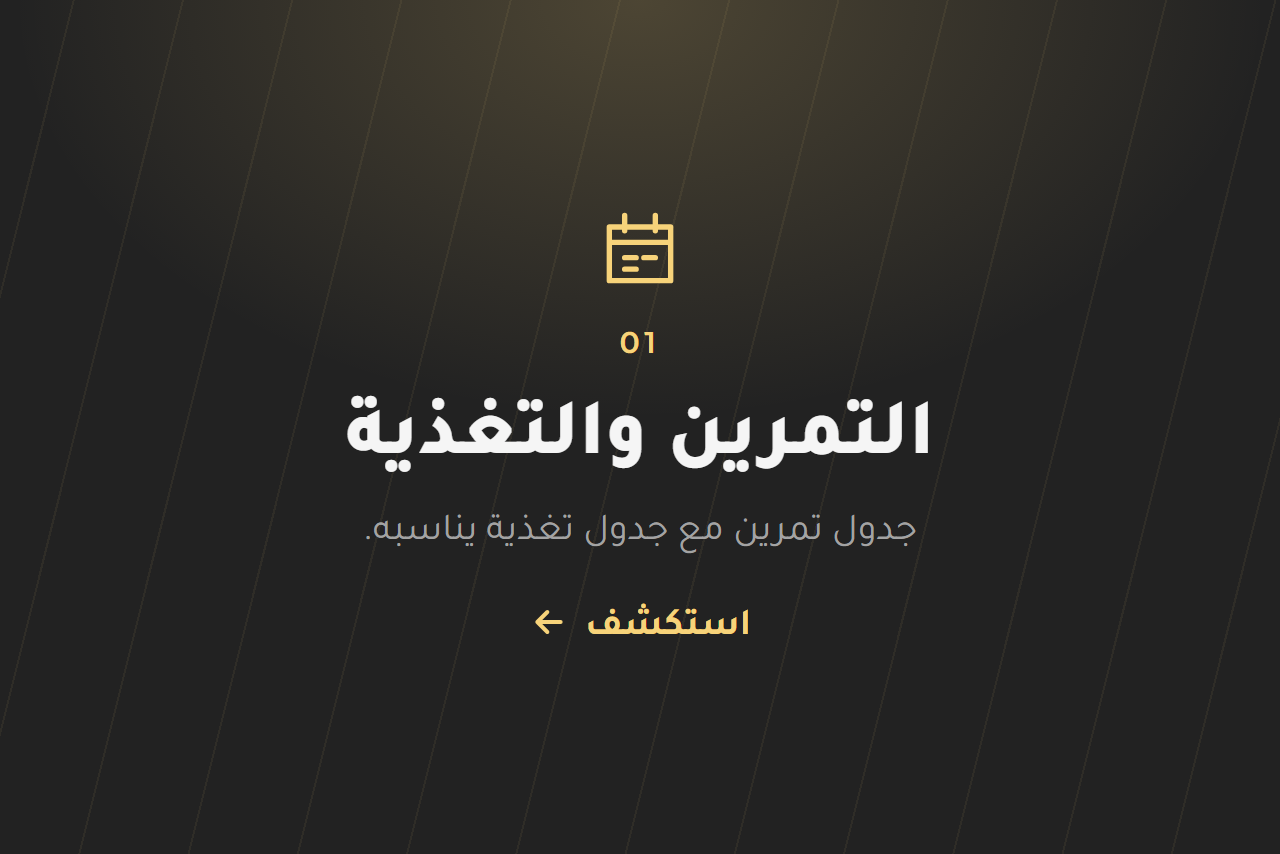 01
التمرين والتغذية
جدول تمرين مع جدول تغذية يناسبه.
استكشف ←